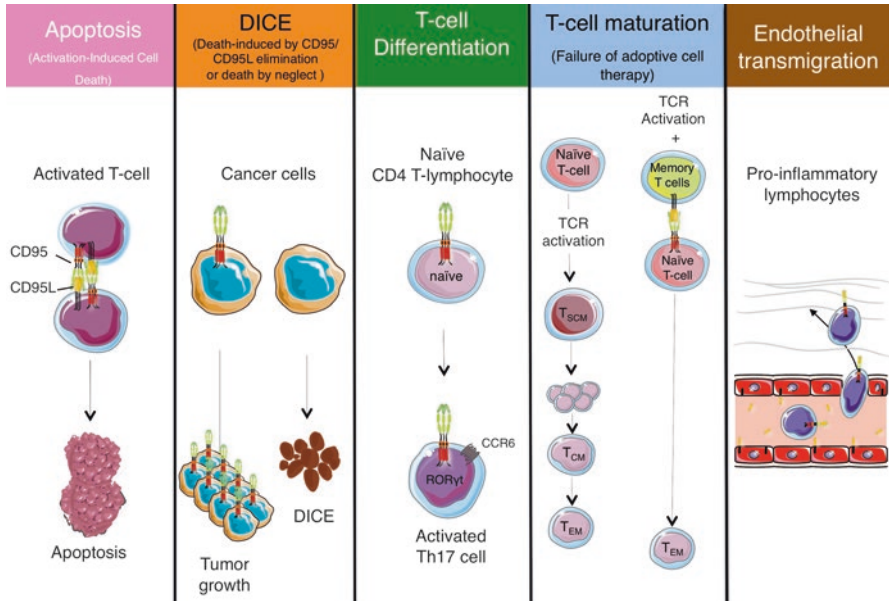 Apoptosis
(Activation-Induced Cell
Death)
DICE
(Death-induced by CD95/
CD95L elimination
or death by neglect )
T-cell
Differentiation
T-cell maturation
(Failure of adoptive cell
therapy)
Endothelial
transmigration
Activated T-cell
CD95
CD95L
Apoptosis
Cancer cells
Tumor
growth
DICE
Naïve
CD4 T-lymphocyte
naïve
CCR6
RORγt
Activated
Th17 cell
Naïve
T-cell
TCR
activation
TSCM
TCM
TEM
TCR
Activation
+
Memory
T cells
Naïve
T-cell
TEM
Pro-inflammatory
lymphocytes